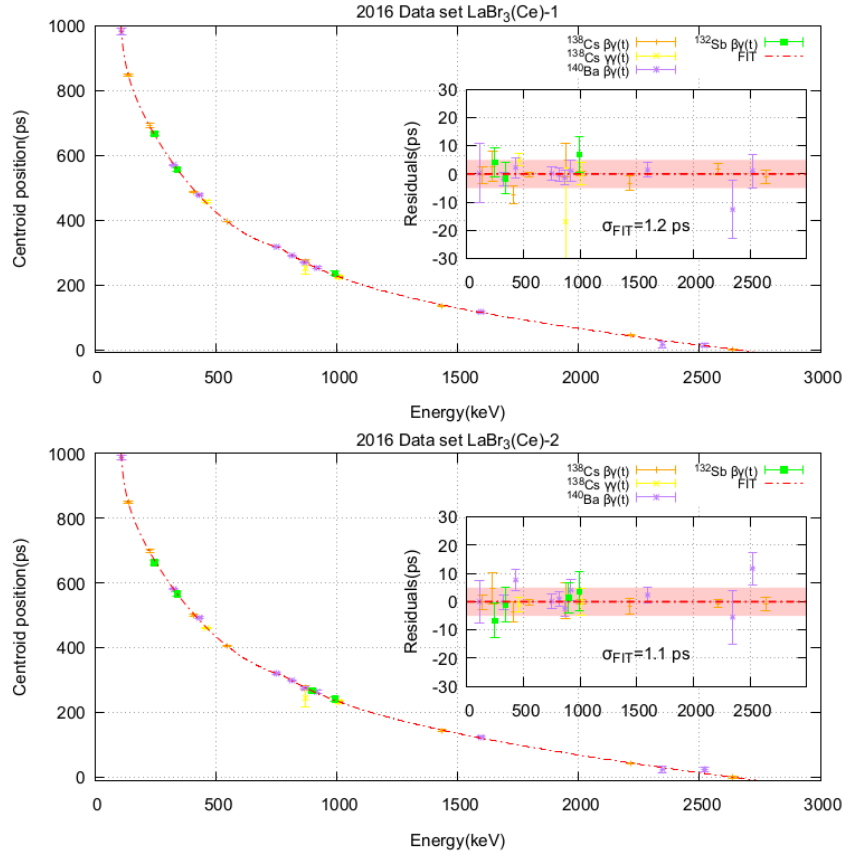 2016 Data set LaBr₃(Ce)-1
¹³⁸Cs βγ(t)
¹³⁸Cs γγ(t)
¹⁴⁰Ba βγ(t)
¹³²Sb βγ(t)
FIT
Centroid position(ps)
1000
800
600
400
200
0
0 500 1000 1500 2000 2500 3000
Energy(keV)
Residuals(ps)
30
20
10
0
-10
-20
-30
σFIT=1.2 ps
0 500 1000 1500 2000 2500
2016 Data set LaBr₃(Ce)-2
¹³⁸Cs βγ(t)
¹³⁸Cs γγ(t)
¹⁴⁰Ba βγ(t)
¹³²Sb βγ(t)
FIT
Centroid position(ps)
1000
800
600
400
200
0
0 500 1000 1500 2000 2500 3000
Energy(keV)
Residuals(ps)
30
20
10
0
-10
-20
-30
σFIT=1.1 ps
0 500 1000 1500 2000 2500